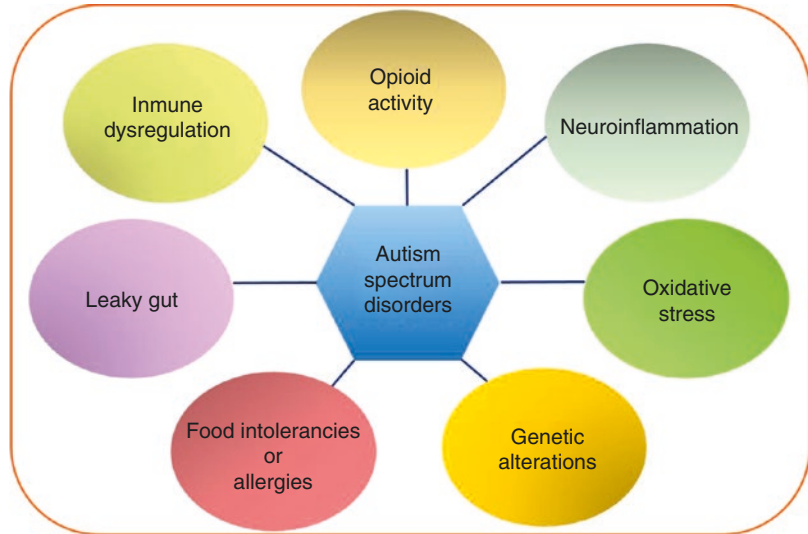 Opioid
activity
Inmune
dysregulation
Neuroinflammation
Autism
spectrum
disorders
Leaky gut
Oxidative
stress
Food intolerancies
or
allergies
Genetic
alterations